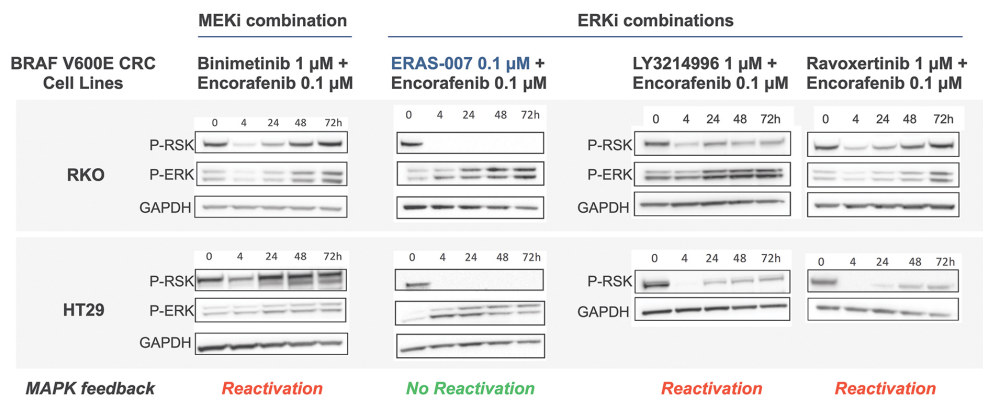 MEKi combination
ERKi combinations
BRAF V600E CRC
Cell Lines
Binimetinib 1 µM +
Encorafenib 0.1 µM
ERAS-007 0.1 µM +
Encorafenib 0.1 µM
LY3214996 1 µM +
Encorafenib 0.1 µM
Ravoxertinib 1 µM +
Encorafenib 0.1 µM
RKO
0 4 24 48 72h
P-RSK
P-ERK
GAPDH
0 4 24 48 72h
0 4 24 48 72h
P-RSK
P-ERK
GAPDH
0 4 24 48 72h
HT29
0 4 24 48 72h
P-RSK
P-ERK
GAPDH
0 4 24 48 72h
0 4 24 48 72h
P-RSK
GAPDH
0 4 24 48 72h
MAPK feedback
Reactivation
No Reactivation
Reactivation
Reactivation